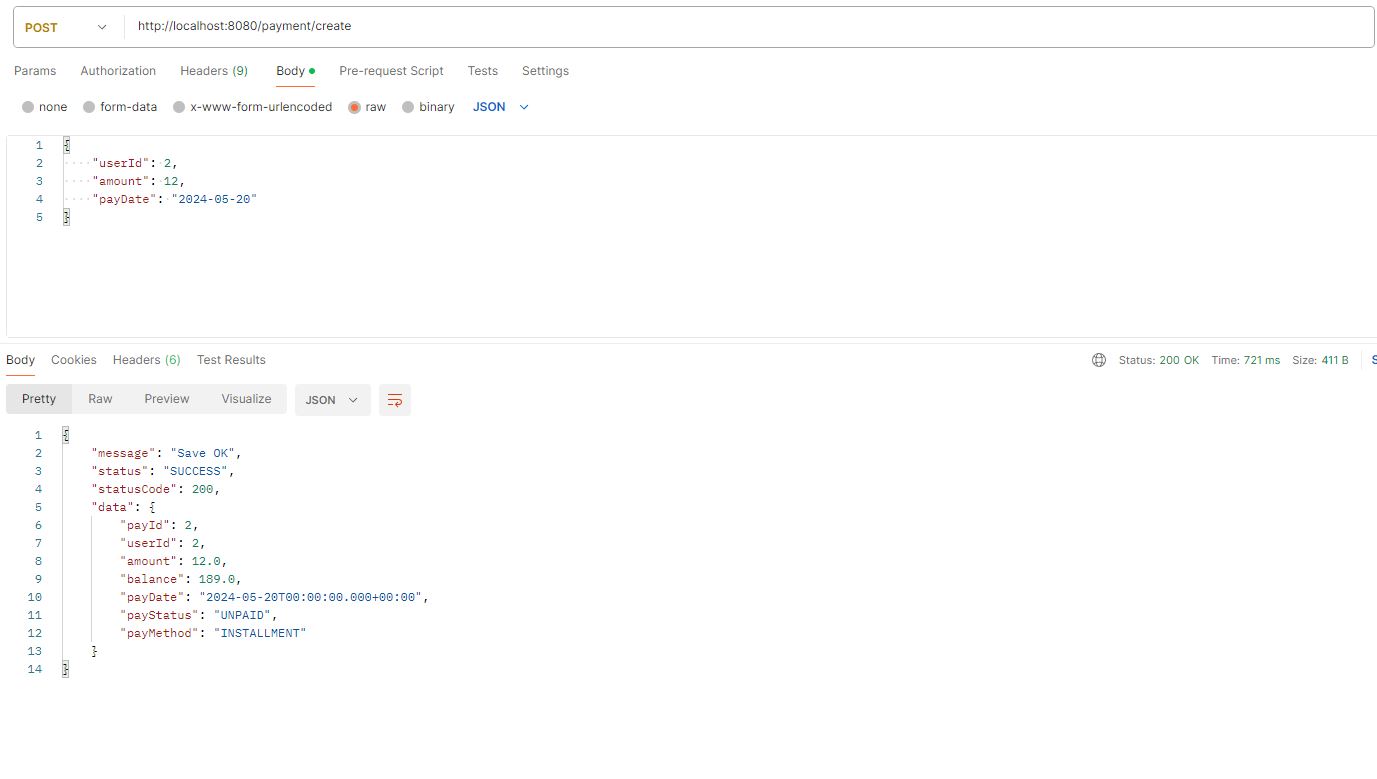 POST http://localhost:8080/payment/create
Params Authorization Headers (9) Body Pre-request Script Tests Settings
none form-data x-www-form-urlencoded raw binary JSON
1 {
2 "userId": 2,
3 "amount": 12,
4 "payDate": "2024-05-20"
5 }
Body Cookies Headers (6) Test Results Status: 200 OK Time: 721 ms Size: 411 B S
Pretty Raw Preview Visualize JSON
1 {
2 "message": "Save OK",
3 "status": "SUCCESS",
4 "statusCode": 200,
5 "data": {
6 "payId": 2,
7 "userId": 2,
8 "amount": 12.0,
9 "balance": 189.0,
10 "payDate": "2024-05-20T00:00:00.000+00:00",
11 "payStatus": "UNPAID",
12 "payMethod": "INSTALLMENT"
13 }
14 }